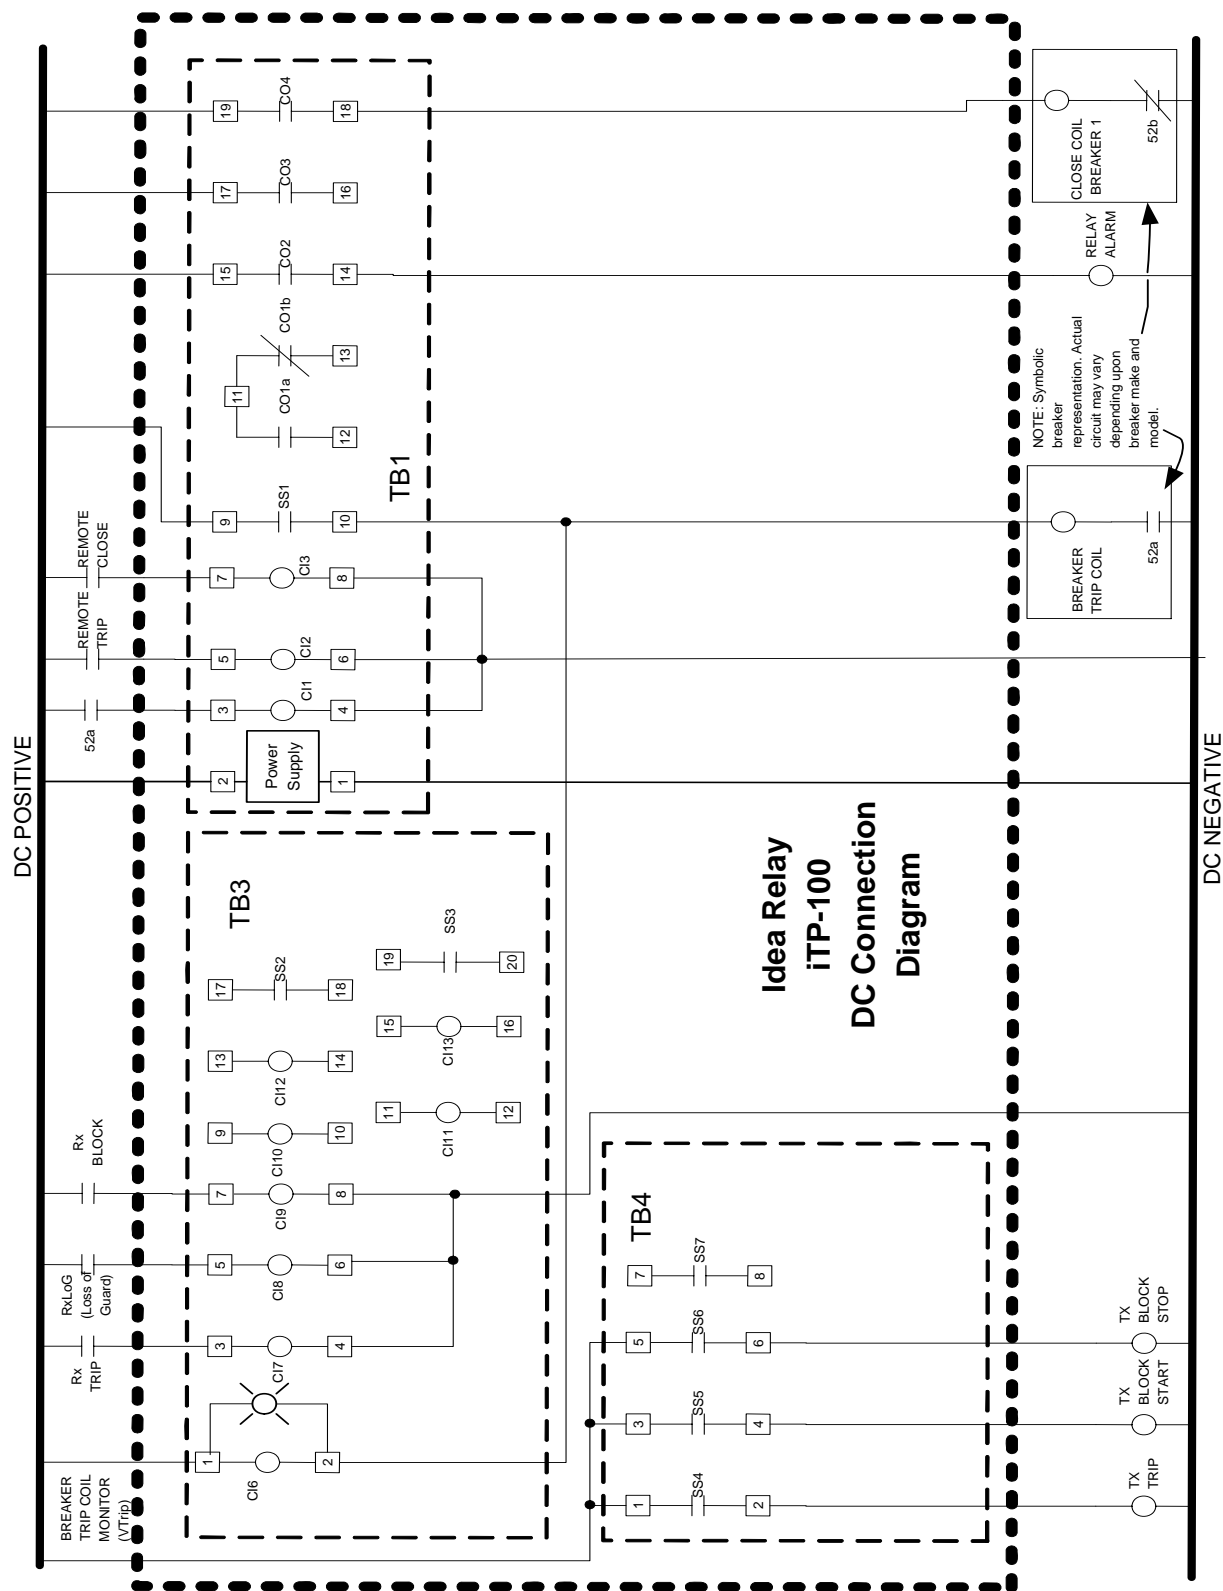 DC POSITIVE
BREAKER
TRIP COIL
MONITOR
(VTrip)
Rx
TRIP
RxLoG
(Loss of
Guard)
Rx
BLOCK
52a
REMOTE
TRIP
REMOTE
CLOSE
TB3
1
CI6
2
3
CI7
4
5
CI8
6
7
CI9
8
9
CI10
10
13
CI12
14
17
SS2
18
11
CI11
12
15
CI13
16
19
SS3
20
TB1
2
Power
Supply
1
3
CI1
4
5
CI2
6
7
CI3
8
9
SS1
10
11
CO1a
12
CO1b
13
15
CO2
14
17
CO3
16
19
CO4
18
TB4
1
SS4
2
3
SS5
4
5
SS6
6
7
SS7
8
Idea Relay
iTP-100
DC Connection
Diagram
TX
TRIP
TX
BLOCK
START
TX
BLOCK
STOP
BREAKER
TRIP COIL
52a
NOTE: Symbolic
breaker
representation. Actual
circuit may vary
depending upon
breaker make and
model.
RELAY
ALARM
CLOSE COIL
BREAKER 1
52b
DC NEGATIVE